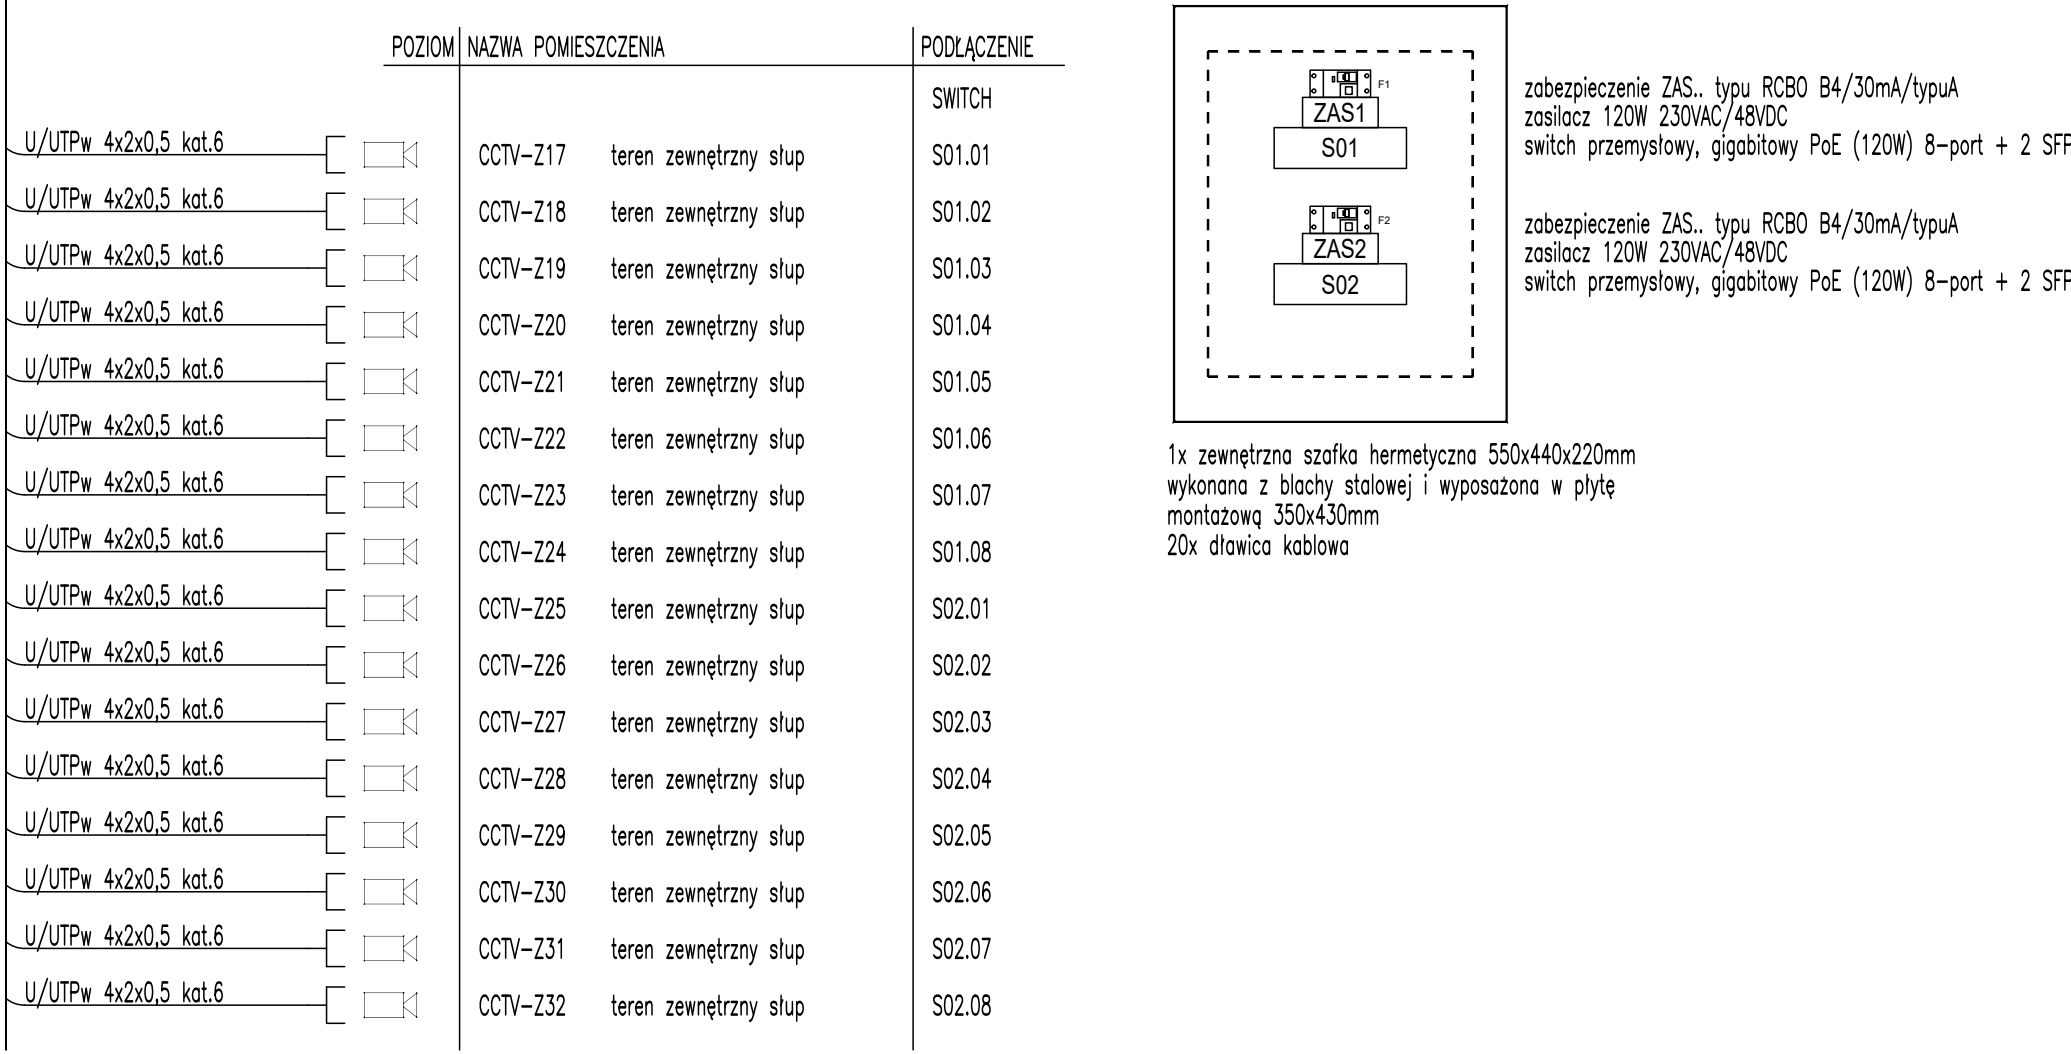 POZIOM NAZWA POMIESZCZENIA PODŁĄCZENIE
SWITCH
U/UTPw 4x2x0,5 kat.6 CCTV-Z17 teren zewnętrzny słup S01.01
U/UTPw 4x2x0,5 kat.6 CCTV-Z18 teren zewnętrzny słup S01.02
U/UTPw 4x2x0,5 kat.6 CCTV-Z19 teren zewnętrzny słup S01.03
U/UTPw 4x2x0,5 kat.6 CCTV-Z20 teren zewnętrzny słup S01.04
U/UTPw 4x2x0,5 kat.6 CCTV-Z21 teren zewnętrzny słup S01.05
U/UTPw 4x2x0,5 kat.6 CCTV-Z22 teren zewnętrzny słup S01.06
U/UTPw 4x2x0,5 kat.6 CCTV-Z23 teren zewnętrzny słup S01.07
U/UTPw 4x2x0,5 kat.6 CCTV-Z24 teren zewnętrzny słup S01.08
U/UTPw 4x2x0,5 kat.6 CCTV-Z25 teren zewnętrzny słup S02.01
U/UTPw 4x2x0,5 kat.6 CCTV-Z26 teren zewnętrzny słup S02.02
U/UTPw 4x2x0,5 kat.6 CCTV-Z27 teren zewnętrzny słup S02.03
U/UTPw 4x2x0,5 kat.6 CCTV-Z28 teren zewnętrzny słup S02.04
U/UTPw 4x2x0,5 kat.6 CCTV-Z29 teren zewnętrzny słup S02.05
U/UTPw 4x2x0,5 kat.6 CCTV-Z30 teren zewnętrzny słup S02.06
U/UTPw 4x2x0,5 kat.6 CCTV-Z31 teren zewnętrzny słup S02.07
U/UTPw 4x2x0,5 kat.6 CCTV-Z32 teren zewnętrzny słup S02.08
F1
ZAS1
S01
zabezpieczenie ZAS.. typu RCBO B4/30mA/typuA
zasilacz 120W 230VAC/48VDC
switch przemysłowy, gigabitowy PoE (120W) 8-port + 2 SFP
F2
ZAS2
S02
zabezpieczenie ZAS.. typu RCBO B4/30mA/typuA
zasilacz 120W 230VAC/48VDC
switch przemysłowy, gigabitowy PoE (120W) 8-port + 2 SFP
1x zewnętrzna szafka hermetyczna 550x440x220mm
wykonana z blachy stalowej i wyposażona w płytę
montażową 350x430mm
20x dławica kablowa